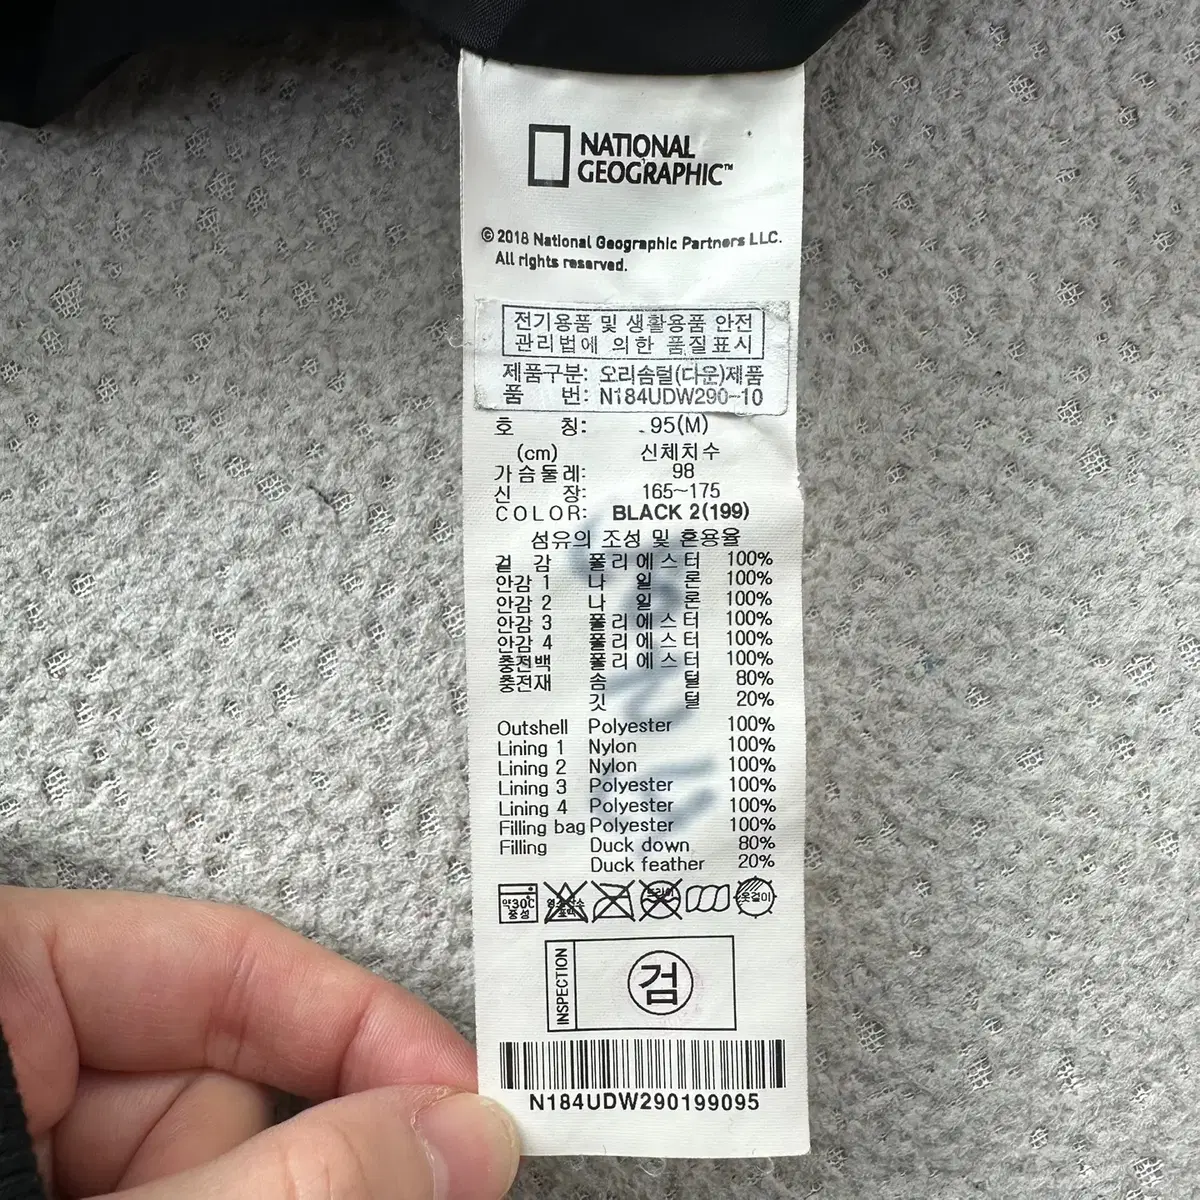 NATIONAL
GEOGRAPHIC™
© 2018 National Geographic Partners LLC.
All rights reserved.
전기용품 및 생활용품 안전
관리법에 의한 품질표시
제품구분: 오리솜털(다운)제품
품 번: N184UDW290-10
호 칭: 95(M)
(cm) 신체치수
가슴둘레: 98
신 장: 165~175
COLOR: BLACK 2(199)
섬유의 조성 및 혼용율
겉 감 폴리에스터 100%
안감 1 나 일 론 100%
안감 2 나 일 론 100%
안감 3 폴리에스터 100%
안감 4 폴리에스터 100%
충전백 폴리에스터 100%
충전재 솜 털 80%
깃 털 20%
Outshell Polyester 100%
Lining 1 Nylon 100%
Lining 2 Nylon 100%
Lining 3 Polyester 100%
Lining 4 Polyester 100%
Filling bag Polyester 100%
Filling Duck down 80%
Duck feather 20%
약30℃ 드라이 옷걸이
중성
INSPECTION 검
N184UDW290199095